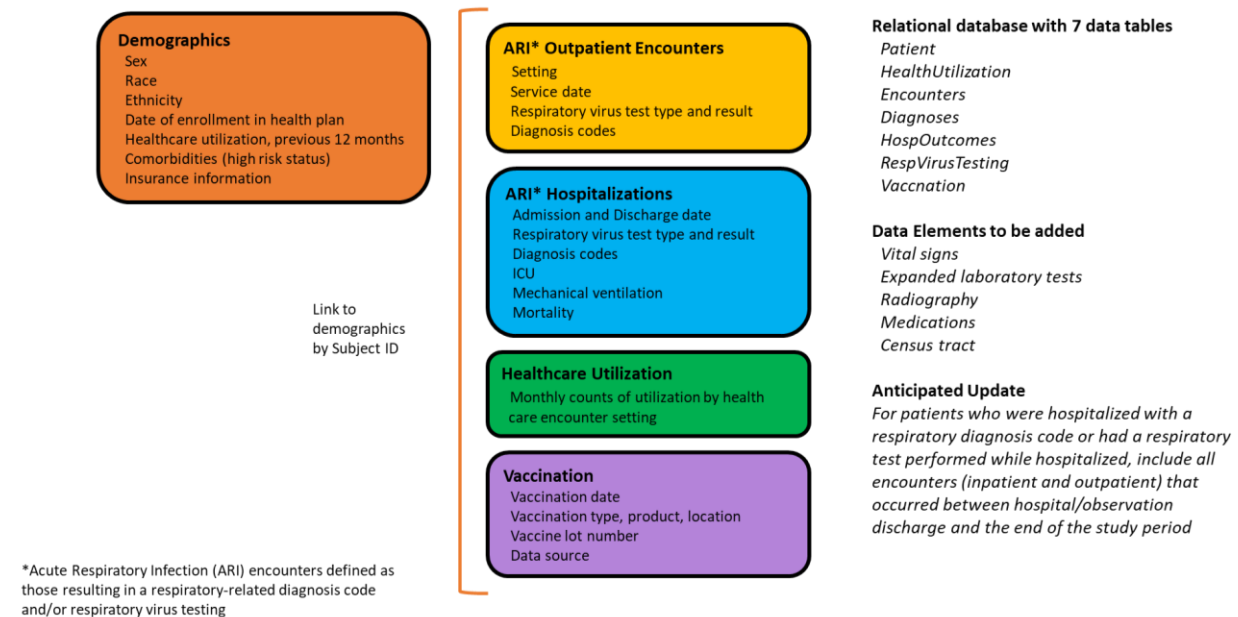 Demographics
Sex
Race
Ethnicity
Date of enrollment in health plan
Healthcare utilization, previous 12 months
Comorbidities (high risk status)
Insurance information
Link to
demographics
by Subject ID
*Acute Respiratory Infection (ARI) encounters defined as
those resulting in a respiratory-related diagnosis code
and/or respiratory virus testing
ARI* Outpatient Encounters
Setting
Service date
Respiratory virus test type and result
Diagnosis codes
ARI* Hospitalizations
Admission and Discharge date
Respiratory virus test type and result
Diagnosis codes
ICU
Mechanical ventilation
Mortality
Healthcare Utilization
Monthly counts of utilization by health
care encounter setting
Vaccination
Vaccination date
Vaccination type, product, location
Vaccine lot number
Data source
Relational database with 7 data tables
Patient
HealthUtilization
Encounters
Diagnoses
HospOutcomes
RespVirusTesting
Vaccnation
Data Elements to be added
Vital signs
Expanded laboratory tests
Radiography
Medications
Census tract
Anticipated Update
For patients who were hospitalized with a
respiratory diagnosis code or had a respiratory
test performed while hospitalized, include all
encounters (inpatient and outpatient) that
occurred between hospital/observation
discharge and the end of the study period